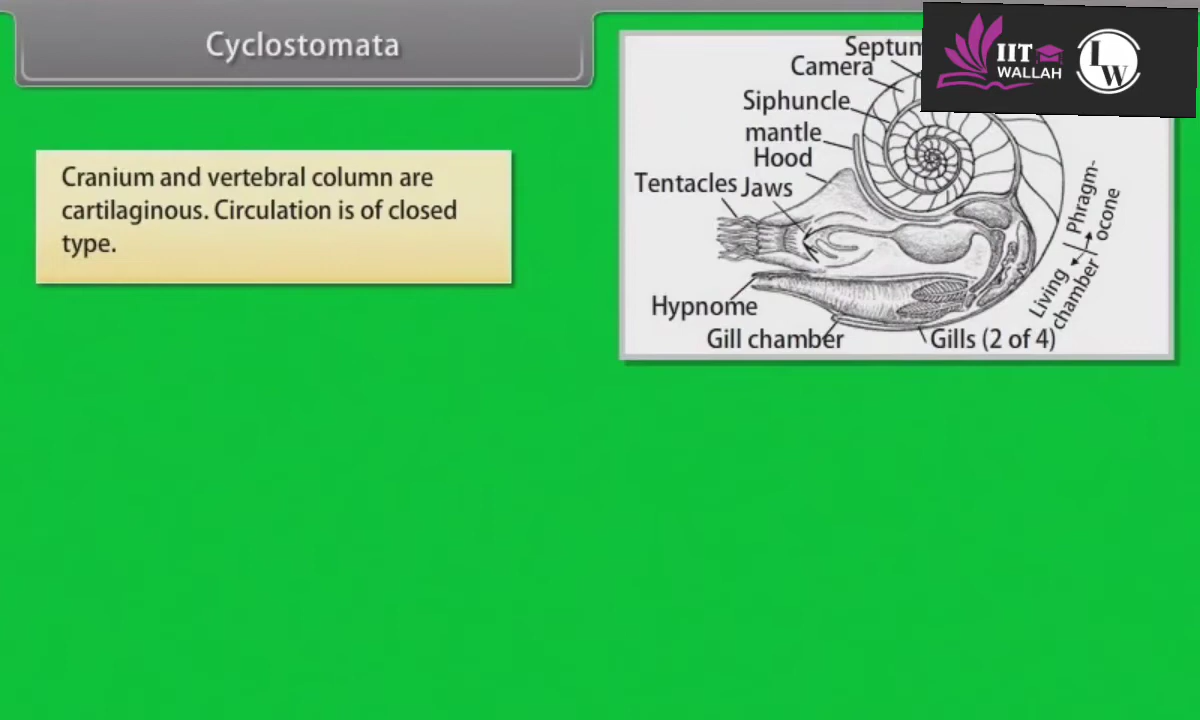 Cyclostomata
Cranium and vertebral column are
cartilaginous. Circulation is of closed
type.
Septum
Camera
Siphuncle
mantle
Hood
Tentacles
Jaws
Phragm-
ocone
Living
chamber
Hypnome
Gill chamber
Gills (2 of 4)
IIT
WALLAH
LW